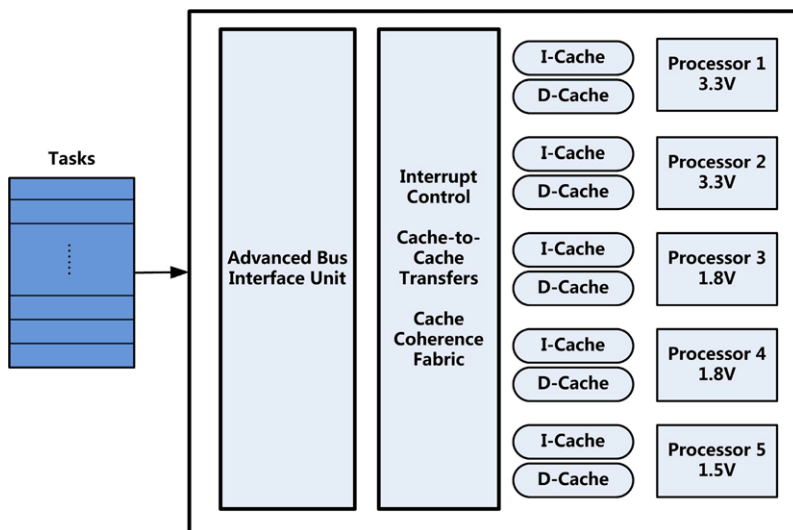 Tasks
Advanced Bus
Interface Unit
Interrupt
Control
Cache-to-
Cache
Transfers
Cache
Coherence
Fabric
I-Cache
D-Cache
Processor 1
3.3V
I-Cache
D-Cache
Processor 2
3.3V
I-Cache
D-Cache
Processor 3
1.8V
I-Cache
D-Cache
Processor 4
1.8V
I-Cache
D-Cache
Processor 5
1.5V